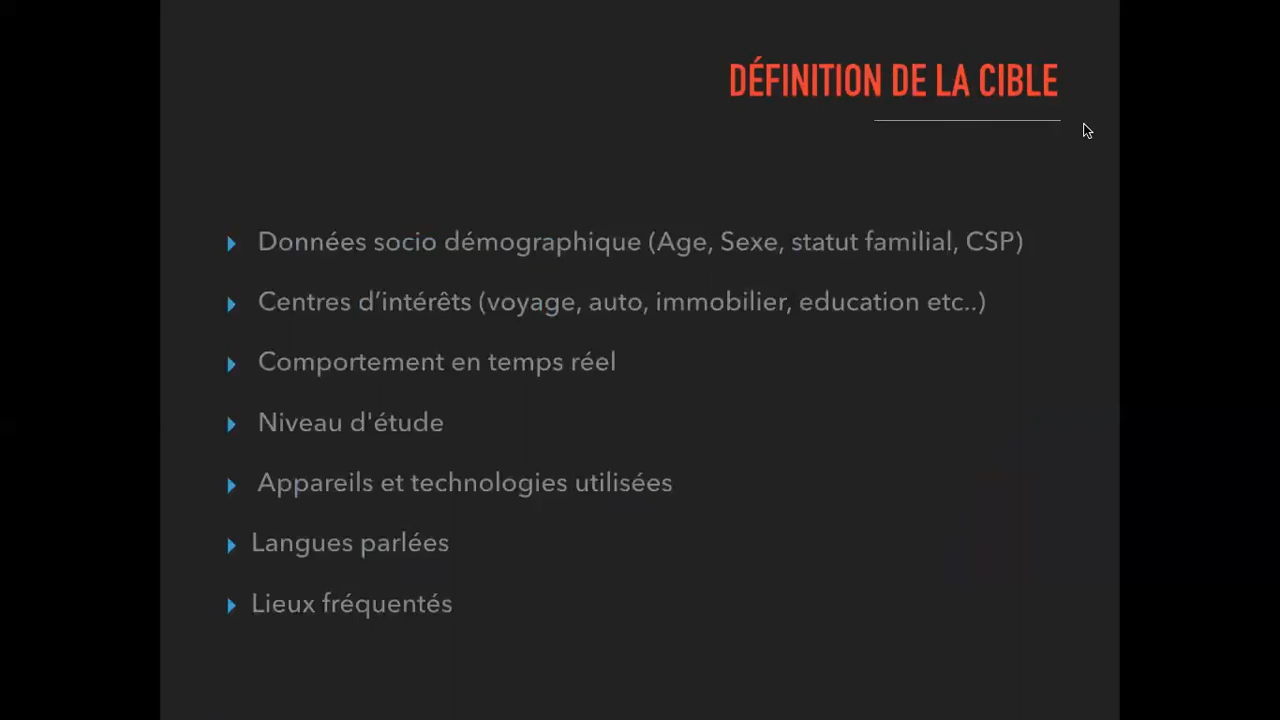 DÉFINITION DE LA CIBLE
Données socio démographique (Age, Sexe, statut familial, CSP)
Centres d’intérêts (voyage, auto, immobilier, education etc..)
Comportement en temps réel
Niveau d'étude
Appareils et technologies utilisées
Langues parlées
Lieux fréquentés